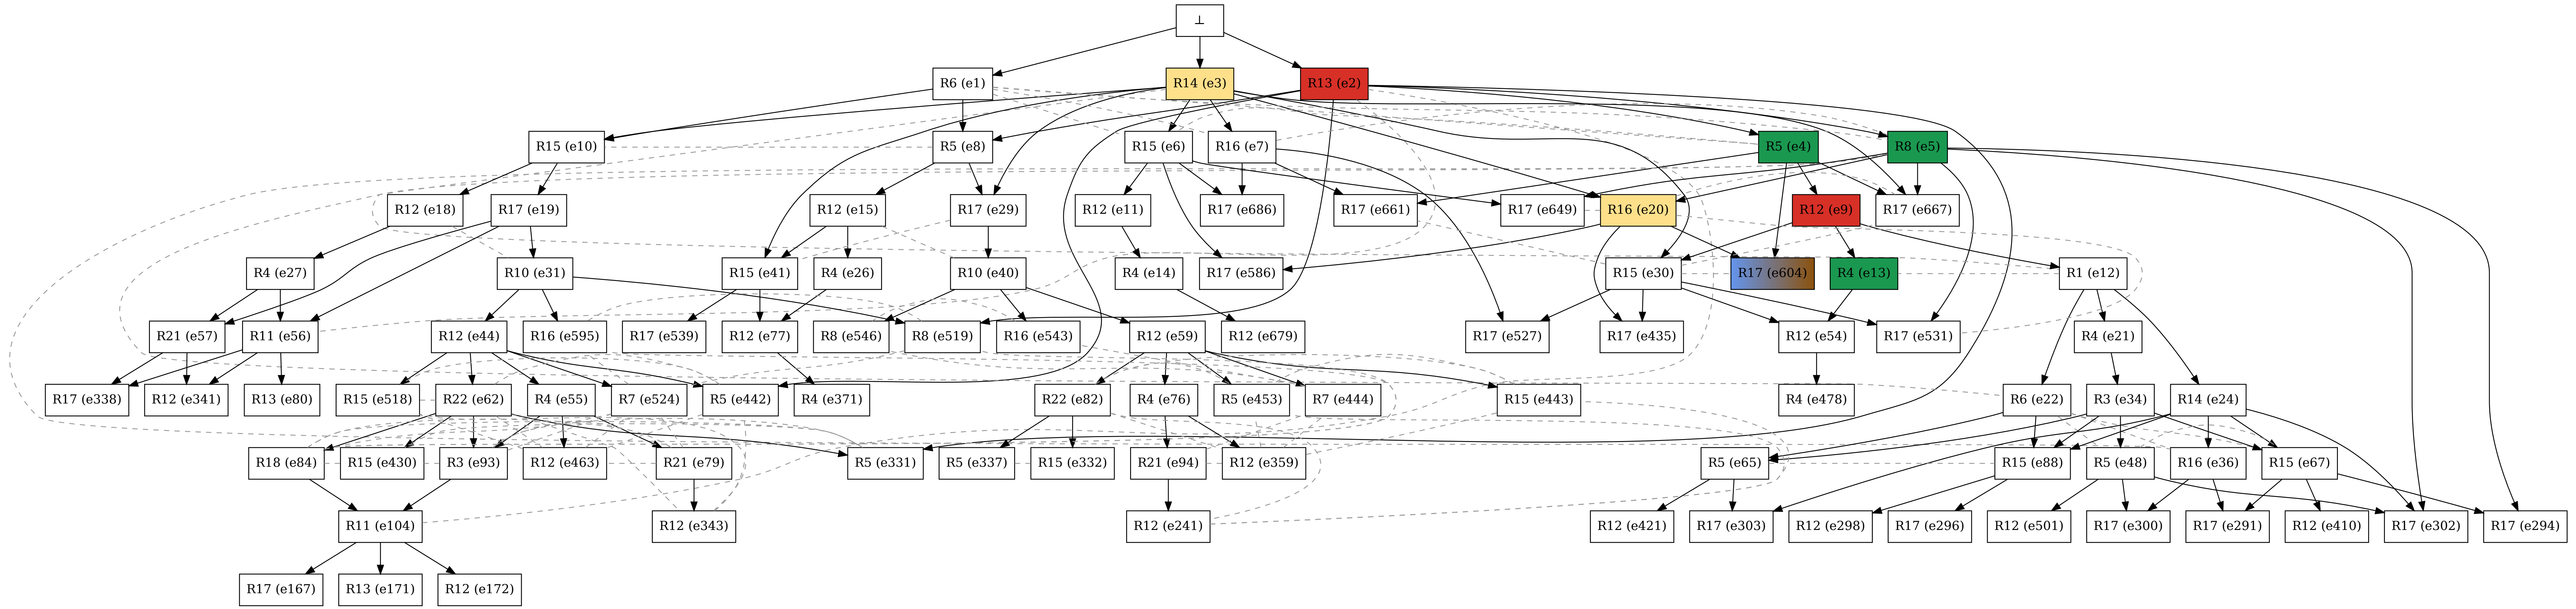 ⊥
R6 (e1)
R14 (e3)
R13 (e2)
R15 (e10)
R5 (e8)
R15 (e6)
R16 (e7)
R5 (e4)
R8 (e5)
R12 (e18)
R17 (e19)
R12 (e15)
R17 (e29)
R12 (e11)
R17 (e686)
R17 (e661)
R17 (e649)
R16 (e20)
R12 (e9)
R17 (e667)
R4 (e27)
R10 (e31)
R15 (e41)
R4 (e26)
R10 (e40)
R4 (e14)
R17 (e586)
R15 (e30)
R17 (e604)
R4 (e13)
R1 (e12)
R21 (e57)
R11 (e56)
R12 (e44)
R16 (e595)
R17 (e539)
R12 (e77)
R8 (e546)
R8 (e519)
R16 (e543)
R12 (e59)
R12 (e679)
R17 (e527)
R17 (e435)
R12 (e54)
R17 (e531)
R4 (e21)
R17 (e338)
R12 (e341)
R13 (e80)
R15 (e518)
R22 (e62)
R4 (e55)
R7 (e524)
R5 (e442)
R4 (e371)
R22 (e82)
R4 (e76)
R5 (e453)
R7 (e444)
R15 (e443)
R4 (e478)
R6 (e22)
R3 (e34)
R14 (e24)
R18 (e84)
R15 (e430)
R3 (e93)
R12 (e463)
R21 (e79)
R5 (e331)
R5 (e337)
R15 (e332)
R21 (e94)
R12 (e359)
R5 (e65)
R15 (e88)
R5 (e48)
R16 (e36)
R15 (e67)
R11 (e104)
R12 (e343)
R12 (e241)
R12 (e421)
R17 (e303)
R12 (e298)
R17 (e296)
R12 (e501)
R17 (e300)
R17 (e291)
R12 (e410)
R17 (e302)
R17 (e294)
R17 (e167)
R13 (e171)
R12 (e172)